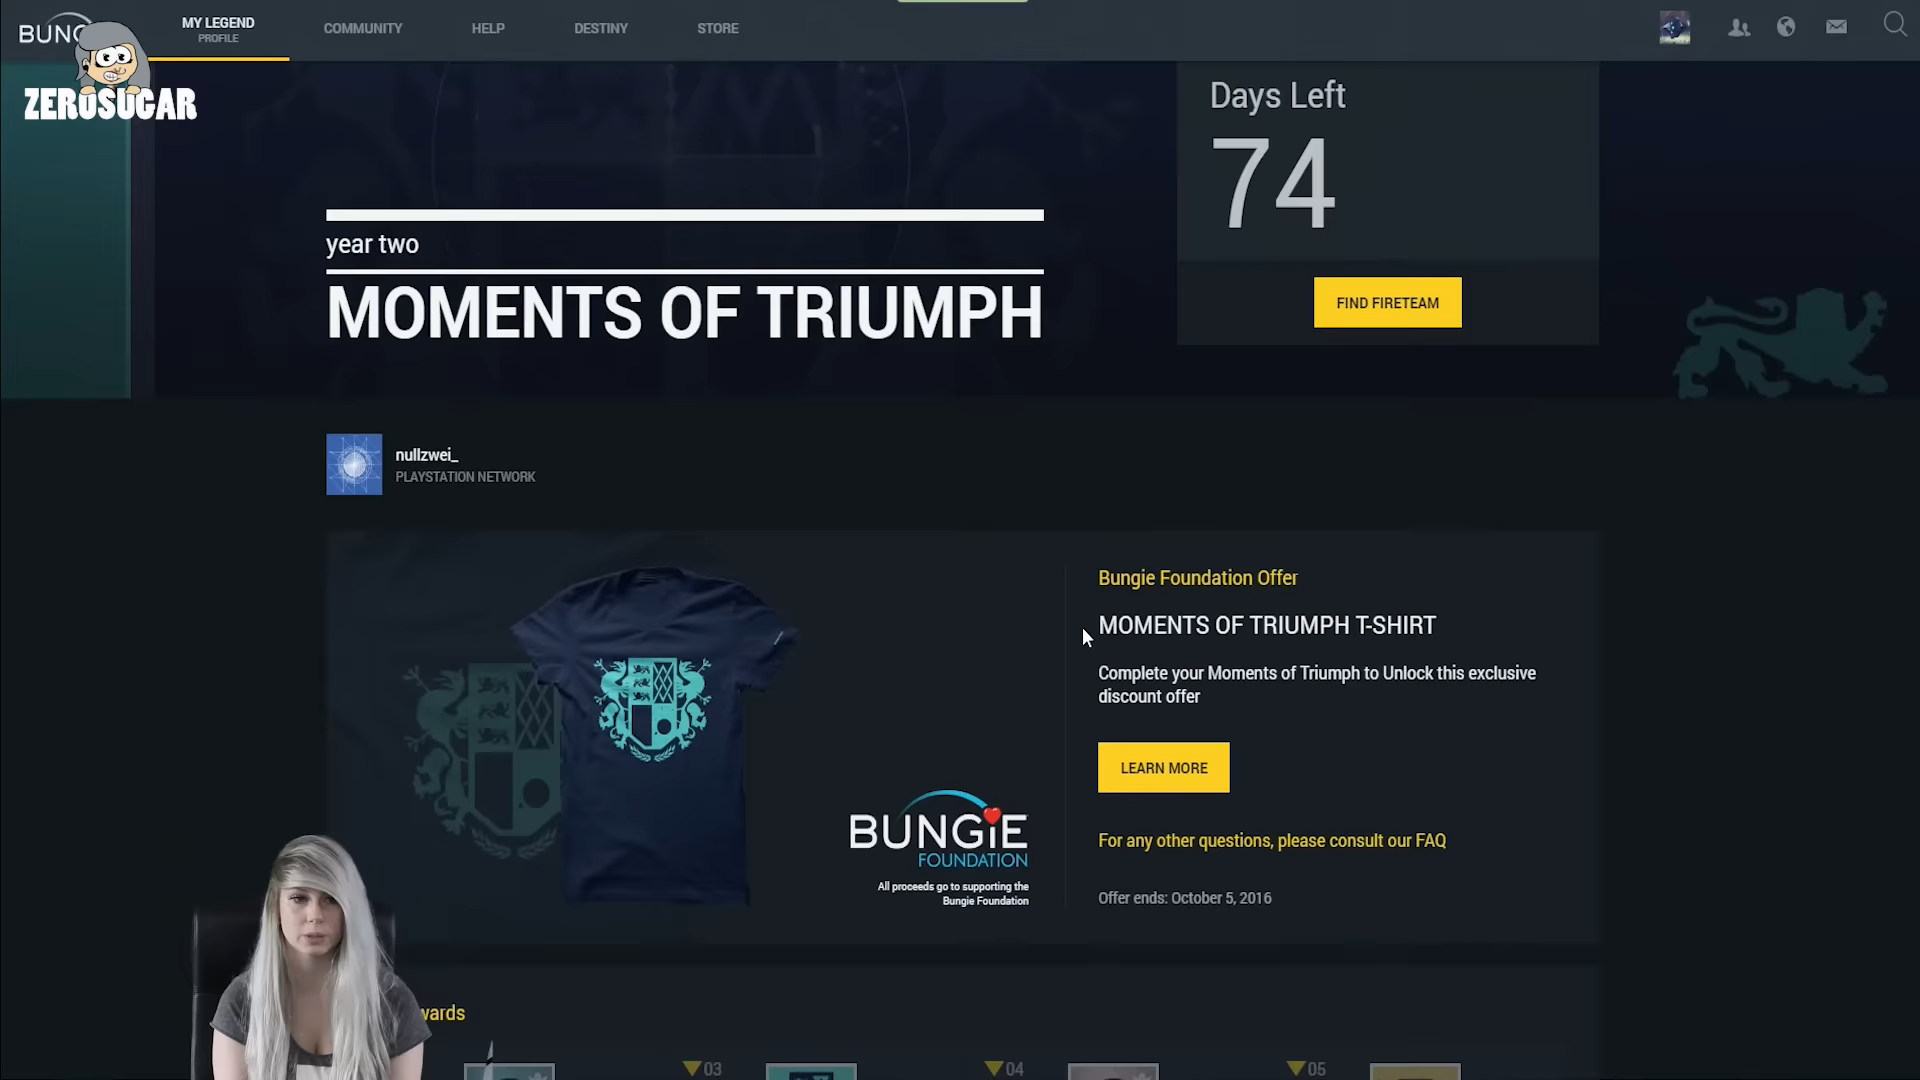 BUNG
MY LEGEND
PROFILE
COMMUNITY
HELP
DESTINY
STORE
ZEROSUGAR
Days Left
74
FIND FIRETEAM
year two
MOMENTS OF TRIUMPH
nullzwei_
PLAYSTATION NETWORK
Bungie Foundation Offer
MOMENTS OF TRIUMPH T-SHIRT
Complete your Moments of Triumph to Unlock this exclusive
discount offer
LEARN MORE
For any other questions, please consult our FAQ
Offer ends: October 5, 2016
BUNGiE
FOUNDATION
All proceeds go to supporting the
Bungie Foundation
wards
03
04
05